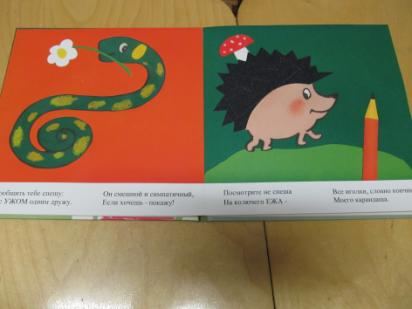 сообщить тебе спешу:
с УЖОМ одним дружу.
Он смешной и симпатичный,
Если хочешь - покажу!
Посмотрите не спеша
На колючего ЕЖА -
Все иголки, словно кончик
Моего карандаша.